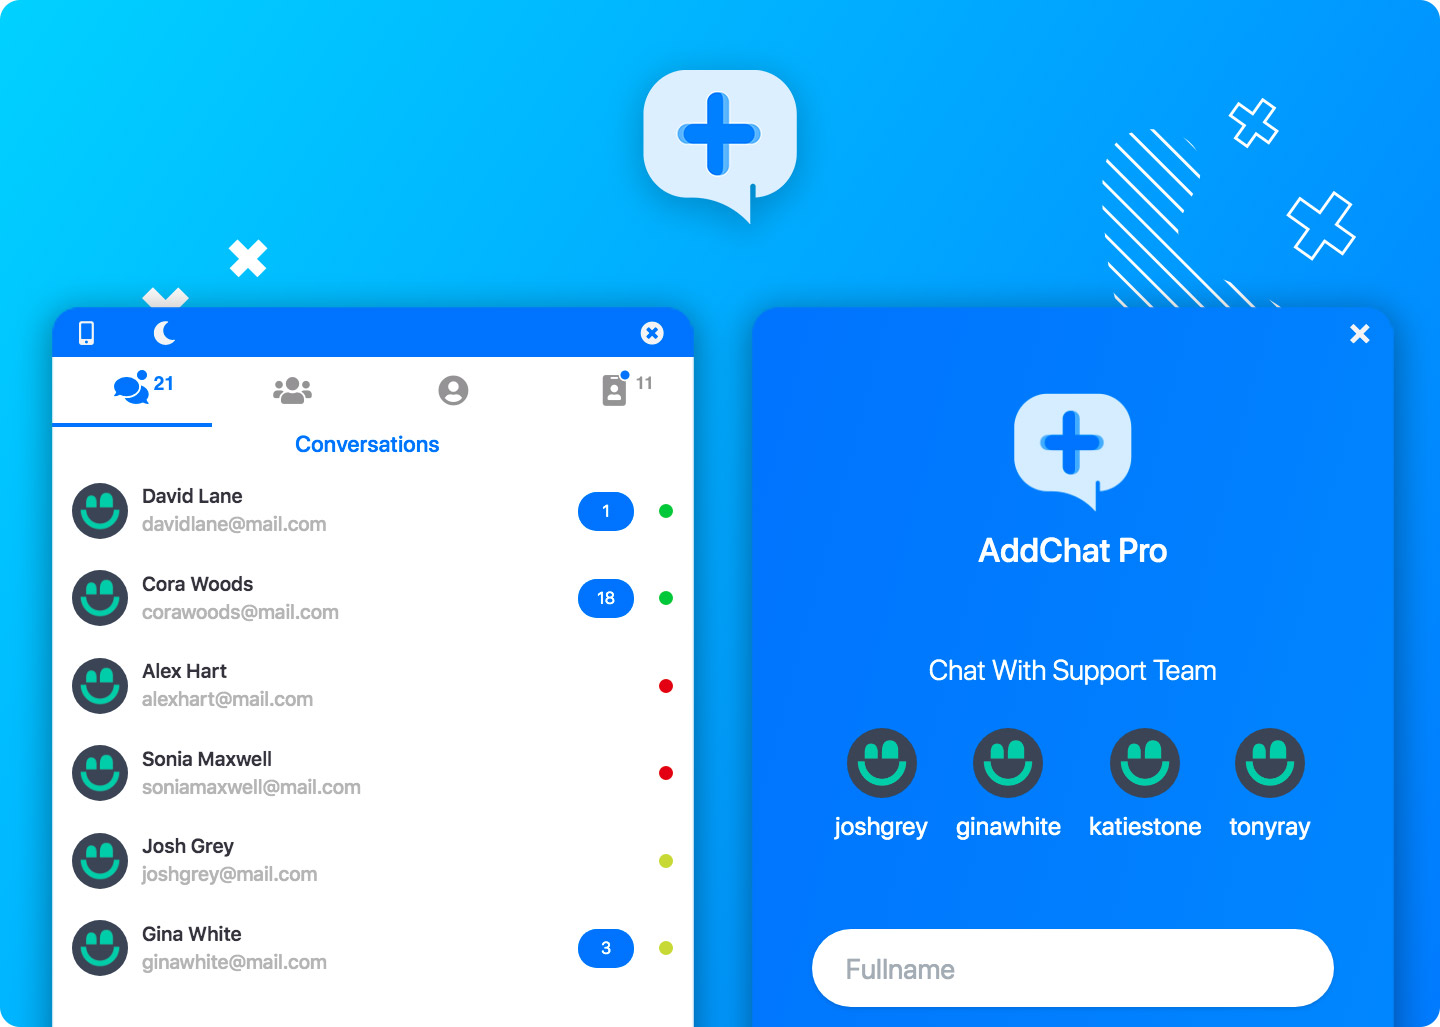 21
11
Conversations
David Lane
davidlane@mail.com
1
Cora Woods
corawoods@mail.com
18
Alex Hart
alexhart@mail.com
Sonia Maxwell
soniamaxwell@mail.com
Josh Grey
joshgrey@mail.com
Gina White
ginawhite@mail.com
3
AddChat Pro
Chat With Support Team
joshgrey ginawhite katiestone tonyray
Fullname